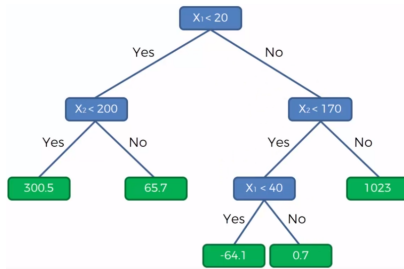 X1 < 20
Yes
No
X2 < 200
X2 < 170
Yes
No
Yes
No
300.5
65.7
X1 < 40
1023
Yes
No
-64.1
0.7